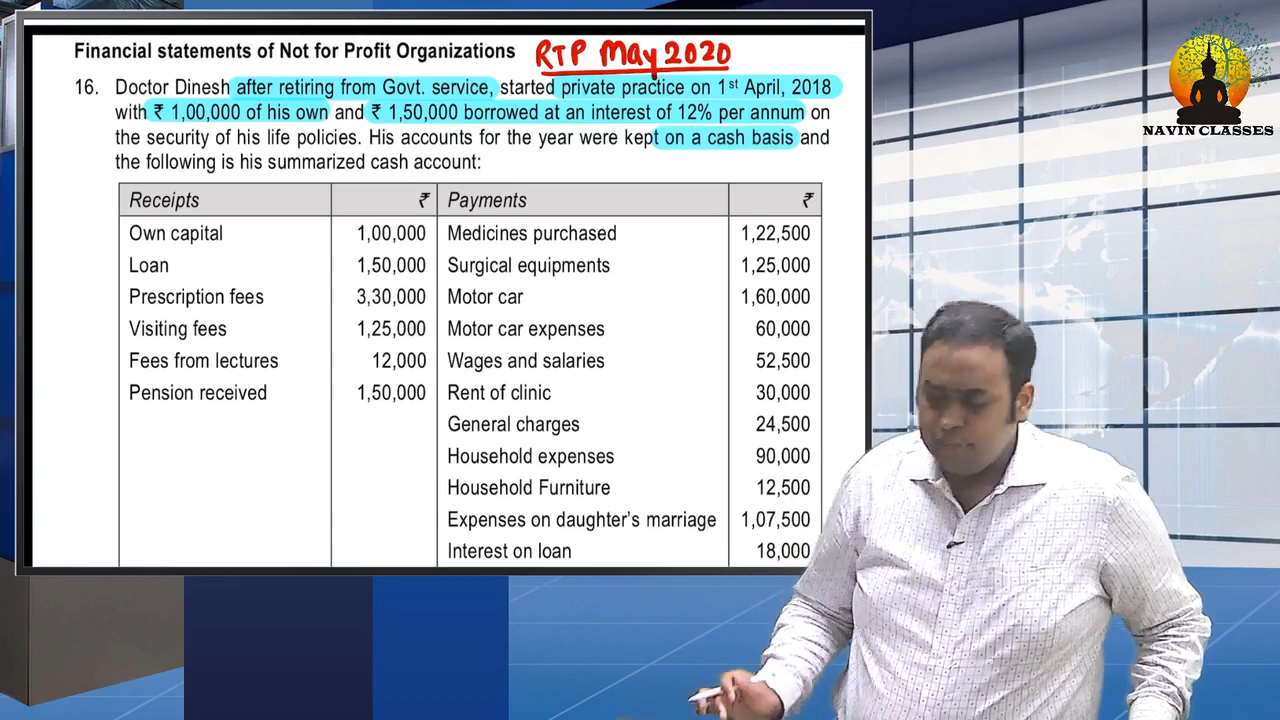 Financial statements of Not for Profit Organizations RTP May 2020
16. Doctor Dinesh after retiring from Govt. service, started private practice on 1st April, 2018
with ₹ 1,00,000 of his own and ₹ 1,50,000 borrowed at an interest of 12% per annum on
the security of his life policies. His accounts for the year were kept on a cash basis and
the following is his summarized cash account:
Receipts ₹ Payments ₹
Own capital 1,00,000 Medicines purchased 1,22,500
Loan 1,50,000 Surgical equipments 1,25,000
Prescription fees 3,30,000 Motor car 1,60,000
Visiting fees 1,25,000 Motor car expenses 60,000
Fees from lectures 12,000 Wages and salaries 52,500
Pension received 1,50,000 Rent of clinic 30,000
General charges 24,500
Household expenses 90,000
Household Furniture 12,500
Expenses on daughter's marriage 1,07,500
Interest on loan 18,000
NAVIN CLASSES